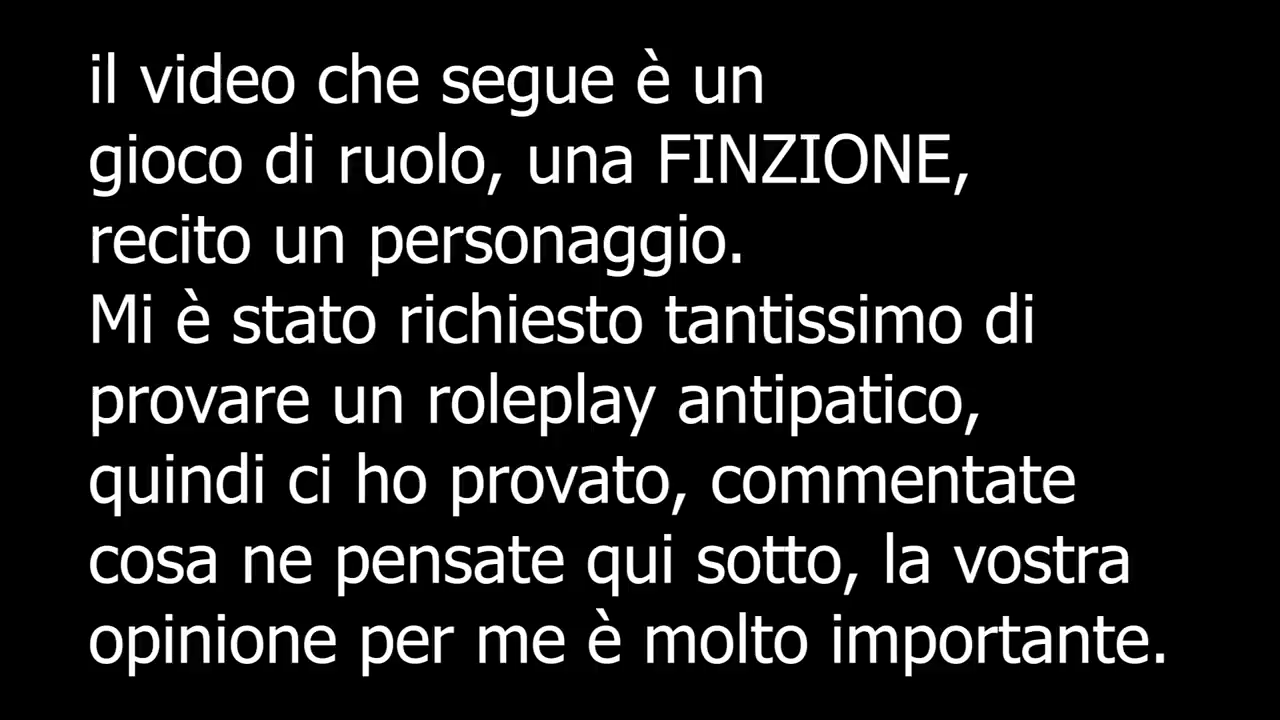 il video che segue è un
gioco di ruolo, una FINZIONE,
recito un personaggio.
Mi è stato richiesto tantissimo di
provare un roleplay antipatico,
quindi ci ho provato, commentate
cosa ne pensate qui sotto, la vostra
opinione per me è molto importante.